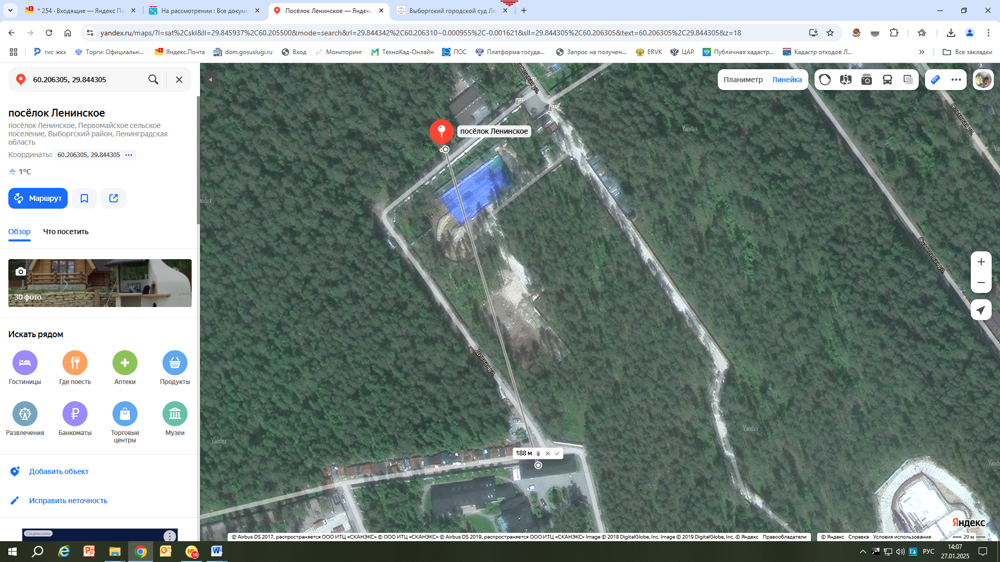 * 254 · Входящие — Яндекс По
На рассмотрении : Все докуме
Посёлок Ленинское — Яндекс
Выборгский городской суд Ле
yandex.ru/maps/?l=sat%2Cskl&ll=29.845937%2C60.205500&mode=search&rl=29.844342%2C60.206310~0.000955%2C-0.001621&sll=29.844305%2C60.206305&text=60.206305%2C29.844305&z=18
гис жкх
Торги: Официальн...
Яндекс.Почта
dom.gosuslugi.ru
Вход
Мониторинг
ТехноКад-Онлайн
ПОС
Платформа госуда...
Запрос на получен...
ERVK
ЦАР
Публичная кадастр...
Кадастр отходов Л...
Все закладки
60.206305, 29.844305
Планиметр
Линейка
посёлок Ленинское
посёлок Ленинское, Первомайское сельское
поселение, Выборгский район, Ленинградская
область
Координаты: 60.206305, 29.844305
1°C
Маршрут
Обзор
Что посетить
30 фото
Искать рядом
Гостиницы
Где поесть
Аптеки
Продукты
Развлечения
Банкоматы
Торговые
центры
Музеи
Добавить объект
Исправить неточность
Соцреклама
посёлок Ленинское
Ольховая ул.
Счастливая ул.
Дивная ул.
Yandex
Yandex
Yandex
Yandex
188 м
7
Яндекс
© Airbus DS 2017, распространяется ООО ИТЦ «СКАНЭКС» © ООО ИТЦ «СКАНЭКС» © Airbus DS 2019, распространяется ООО ИТЦ «СКАНЭКС» Image © 2018 DigitalGlobe, Inc. Image © 2019 DigitalGlobe, Inc. © Яндекс Правообладатели
© Яндекс Справка Условия использования
20 м
10
РУС
14:07
27.01.2025